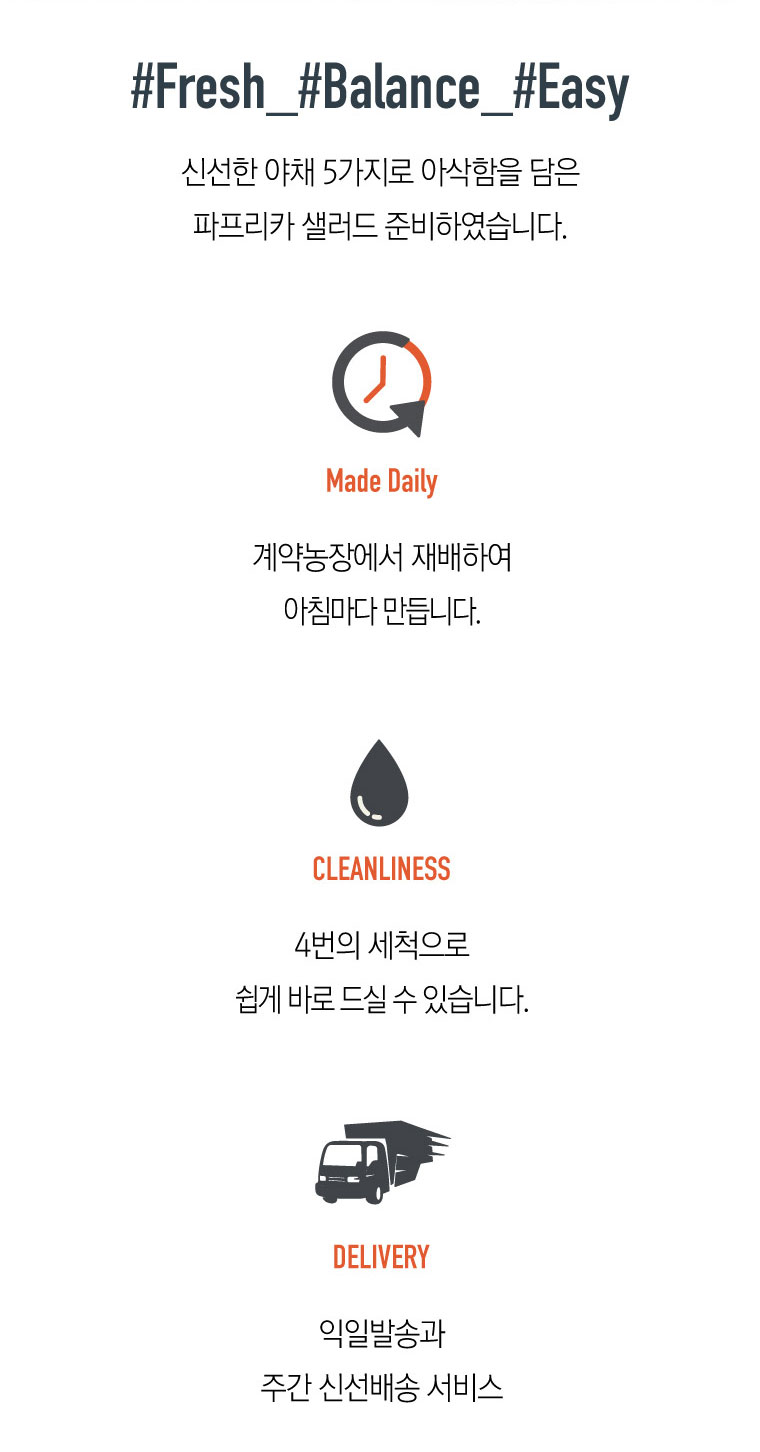 #Fresh_#Balance_#Easy
신선한 야채 5가지로 아삭함을 담은
파프리카 샐러드 준비하였습니다.
Made Daily
계약농장에서 재배하여
아침마다 만듭니다.
CLEANLINESS
4번의 세척으로
쉽게 바로 드실 수 있습니다.
DELIVERY
익일발송과
주간 신선배송 서비스